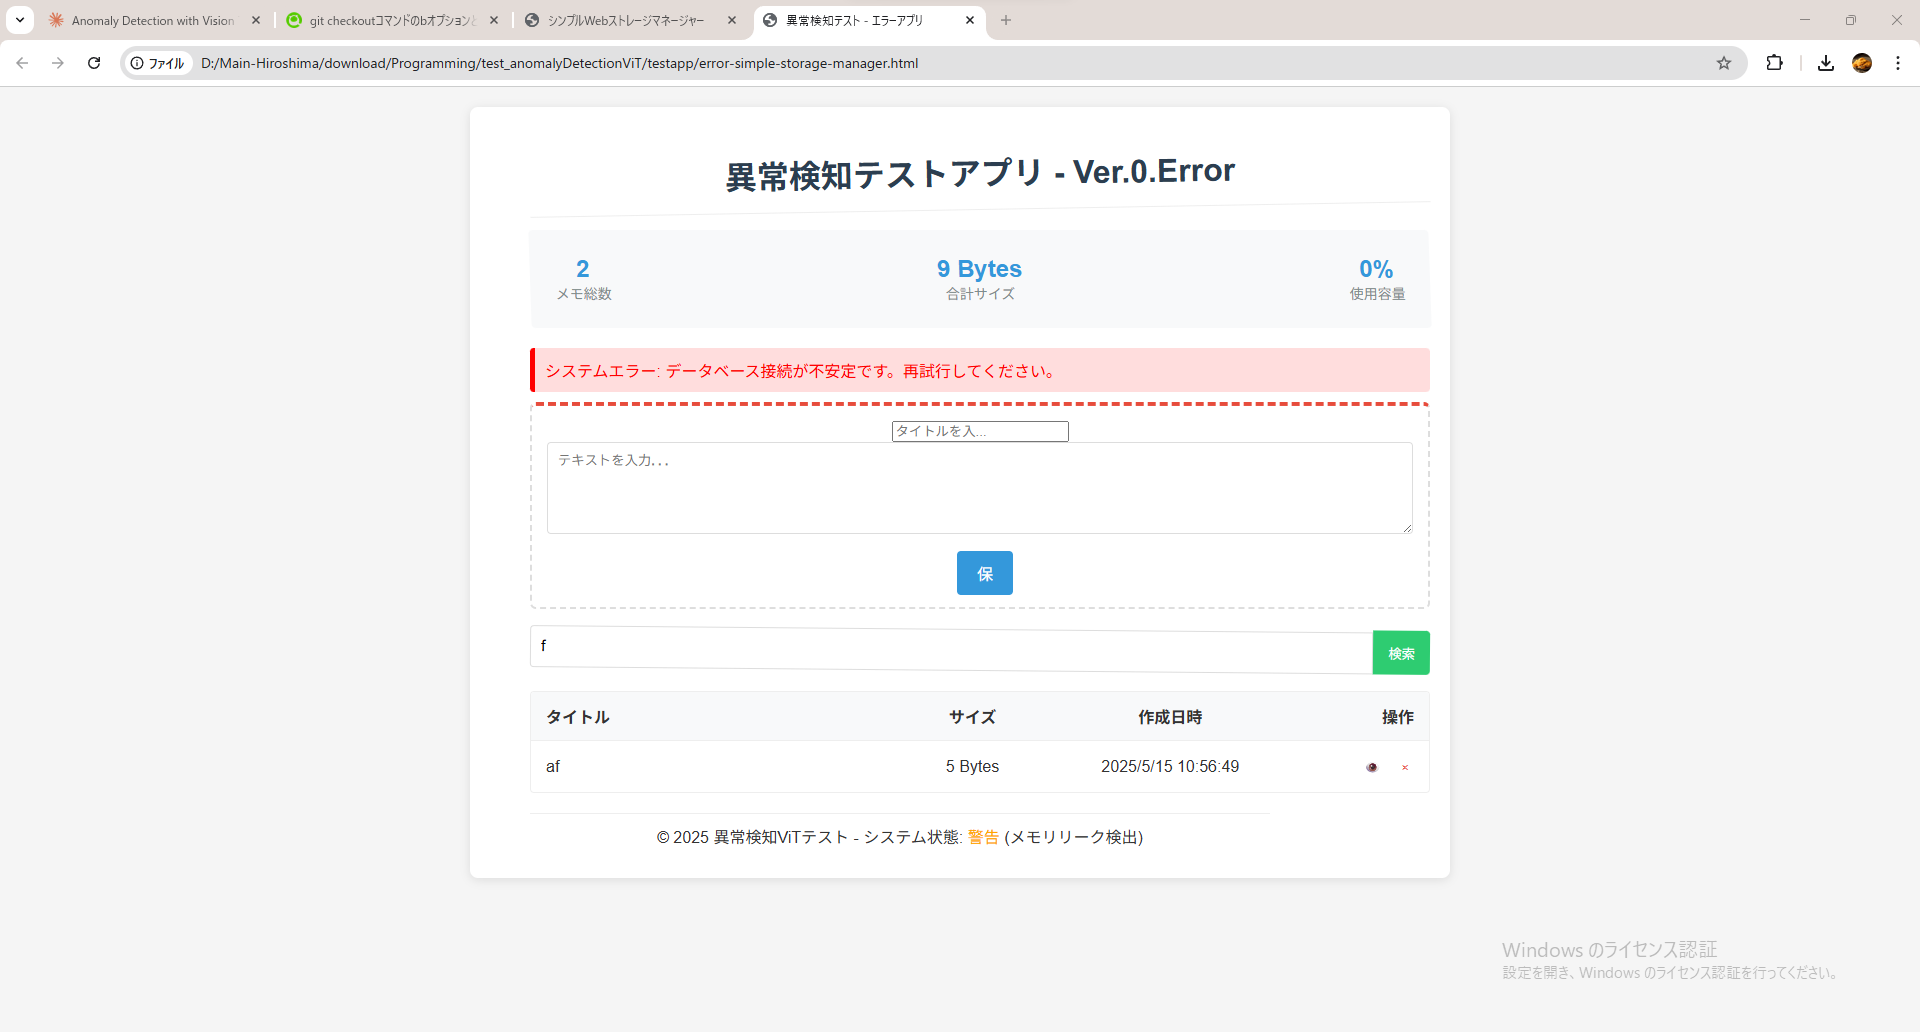 Anomaly Detection with Vision
git checkoutコマンドのbオプションと
シンプルWebストレージマネージャー
異常検知テスト - エラーアプリ
ファイル
D:/Main-Hiroshima/download/Programming/test_anomalyDetectionViT/testapp/error-simple-storage-manager.html
異常検知テストアプリ - Ver.0.Error
2
9 Bytes
0%
メモ総数
合計サイズ
使用容量
システムエラー: データベース接続が不安定です。再試行してください。
タイトルを入...
テキストを入力...
保
f
検索
タイトル サイズ 作成日時 操作
af 5 Bytes 2025/5/15 10:56:49
© 2025 異常検知ViTテスト - システム状態: 警告 (メモリリーク検出)
Windows のライセンス認証
設定を開き、Windows のライセンス認証を行ってください。